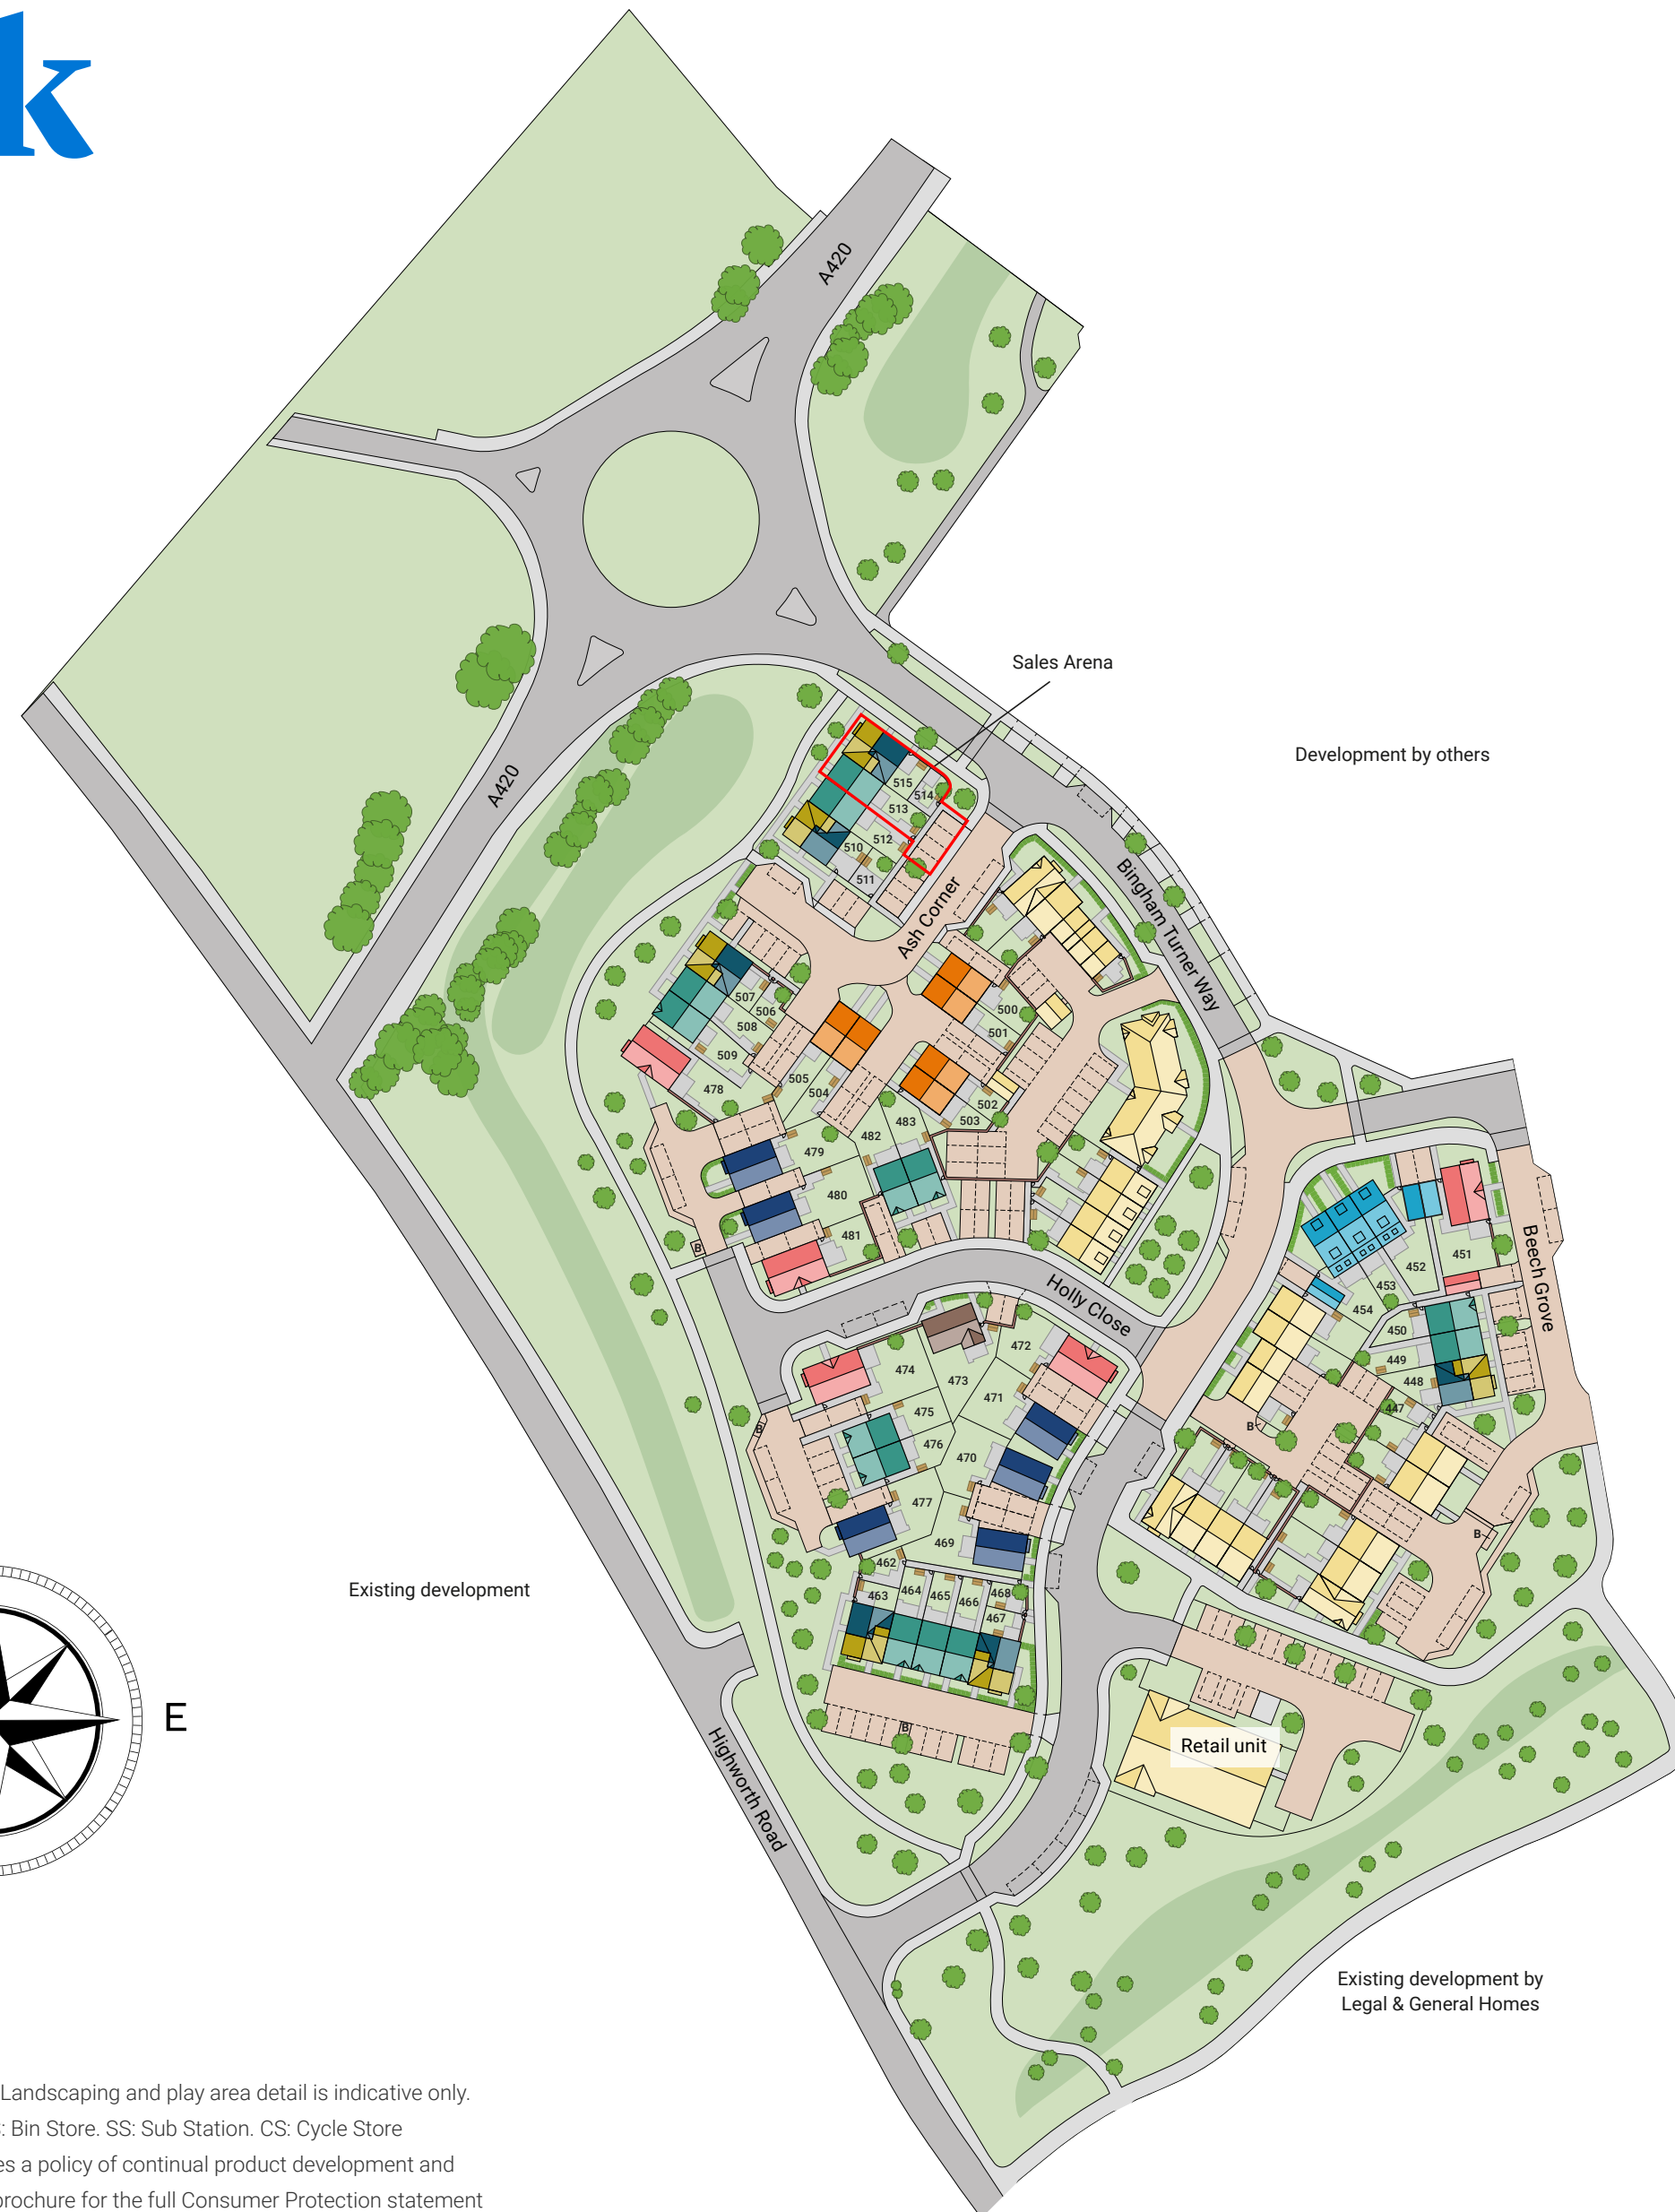 k
A420
Sales Arena
Development by others
A420
515
514
513
512
510
511
Ash Corner
Bingham Turner Way
507
506
508
509
478
505
504
500
501
502
503
483
482
479
480
481
B
Holly Close
Beech Grove
451
452
453
454
450
449
448
447
B
B
472
474
473
471
475
476
470
477
469
B
462
463
464
465
466
468
467
B
Existing development
E
Highworth Road
Retail unit
Existing development by
Legal & General Homes
Landscaping and play area detail is indicative only.
: Bin Store. SS: Sub Station. CS: Cycle Store
es a policy of continual product development and
brochure for the full Consumer Protection statement